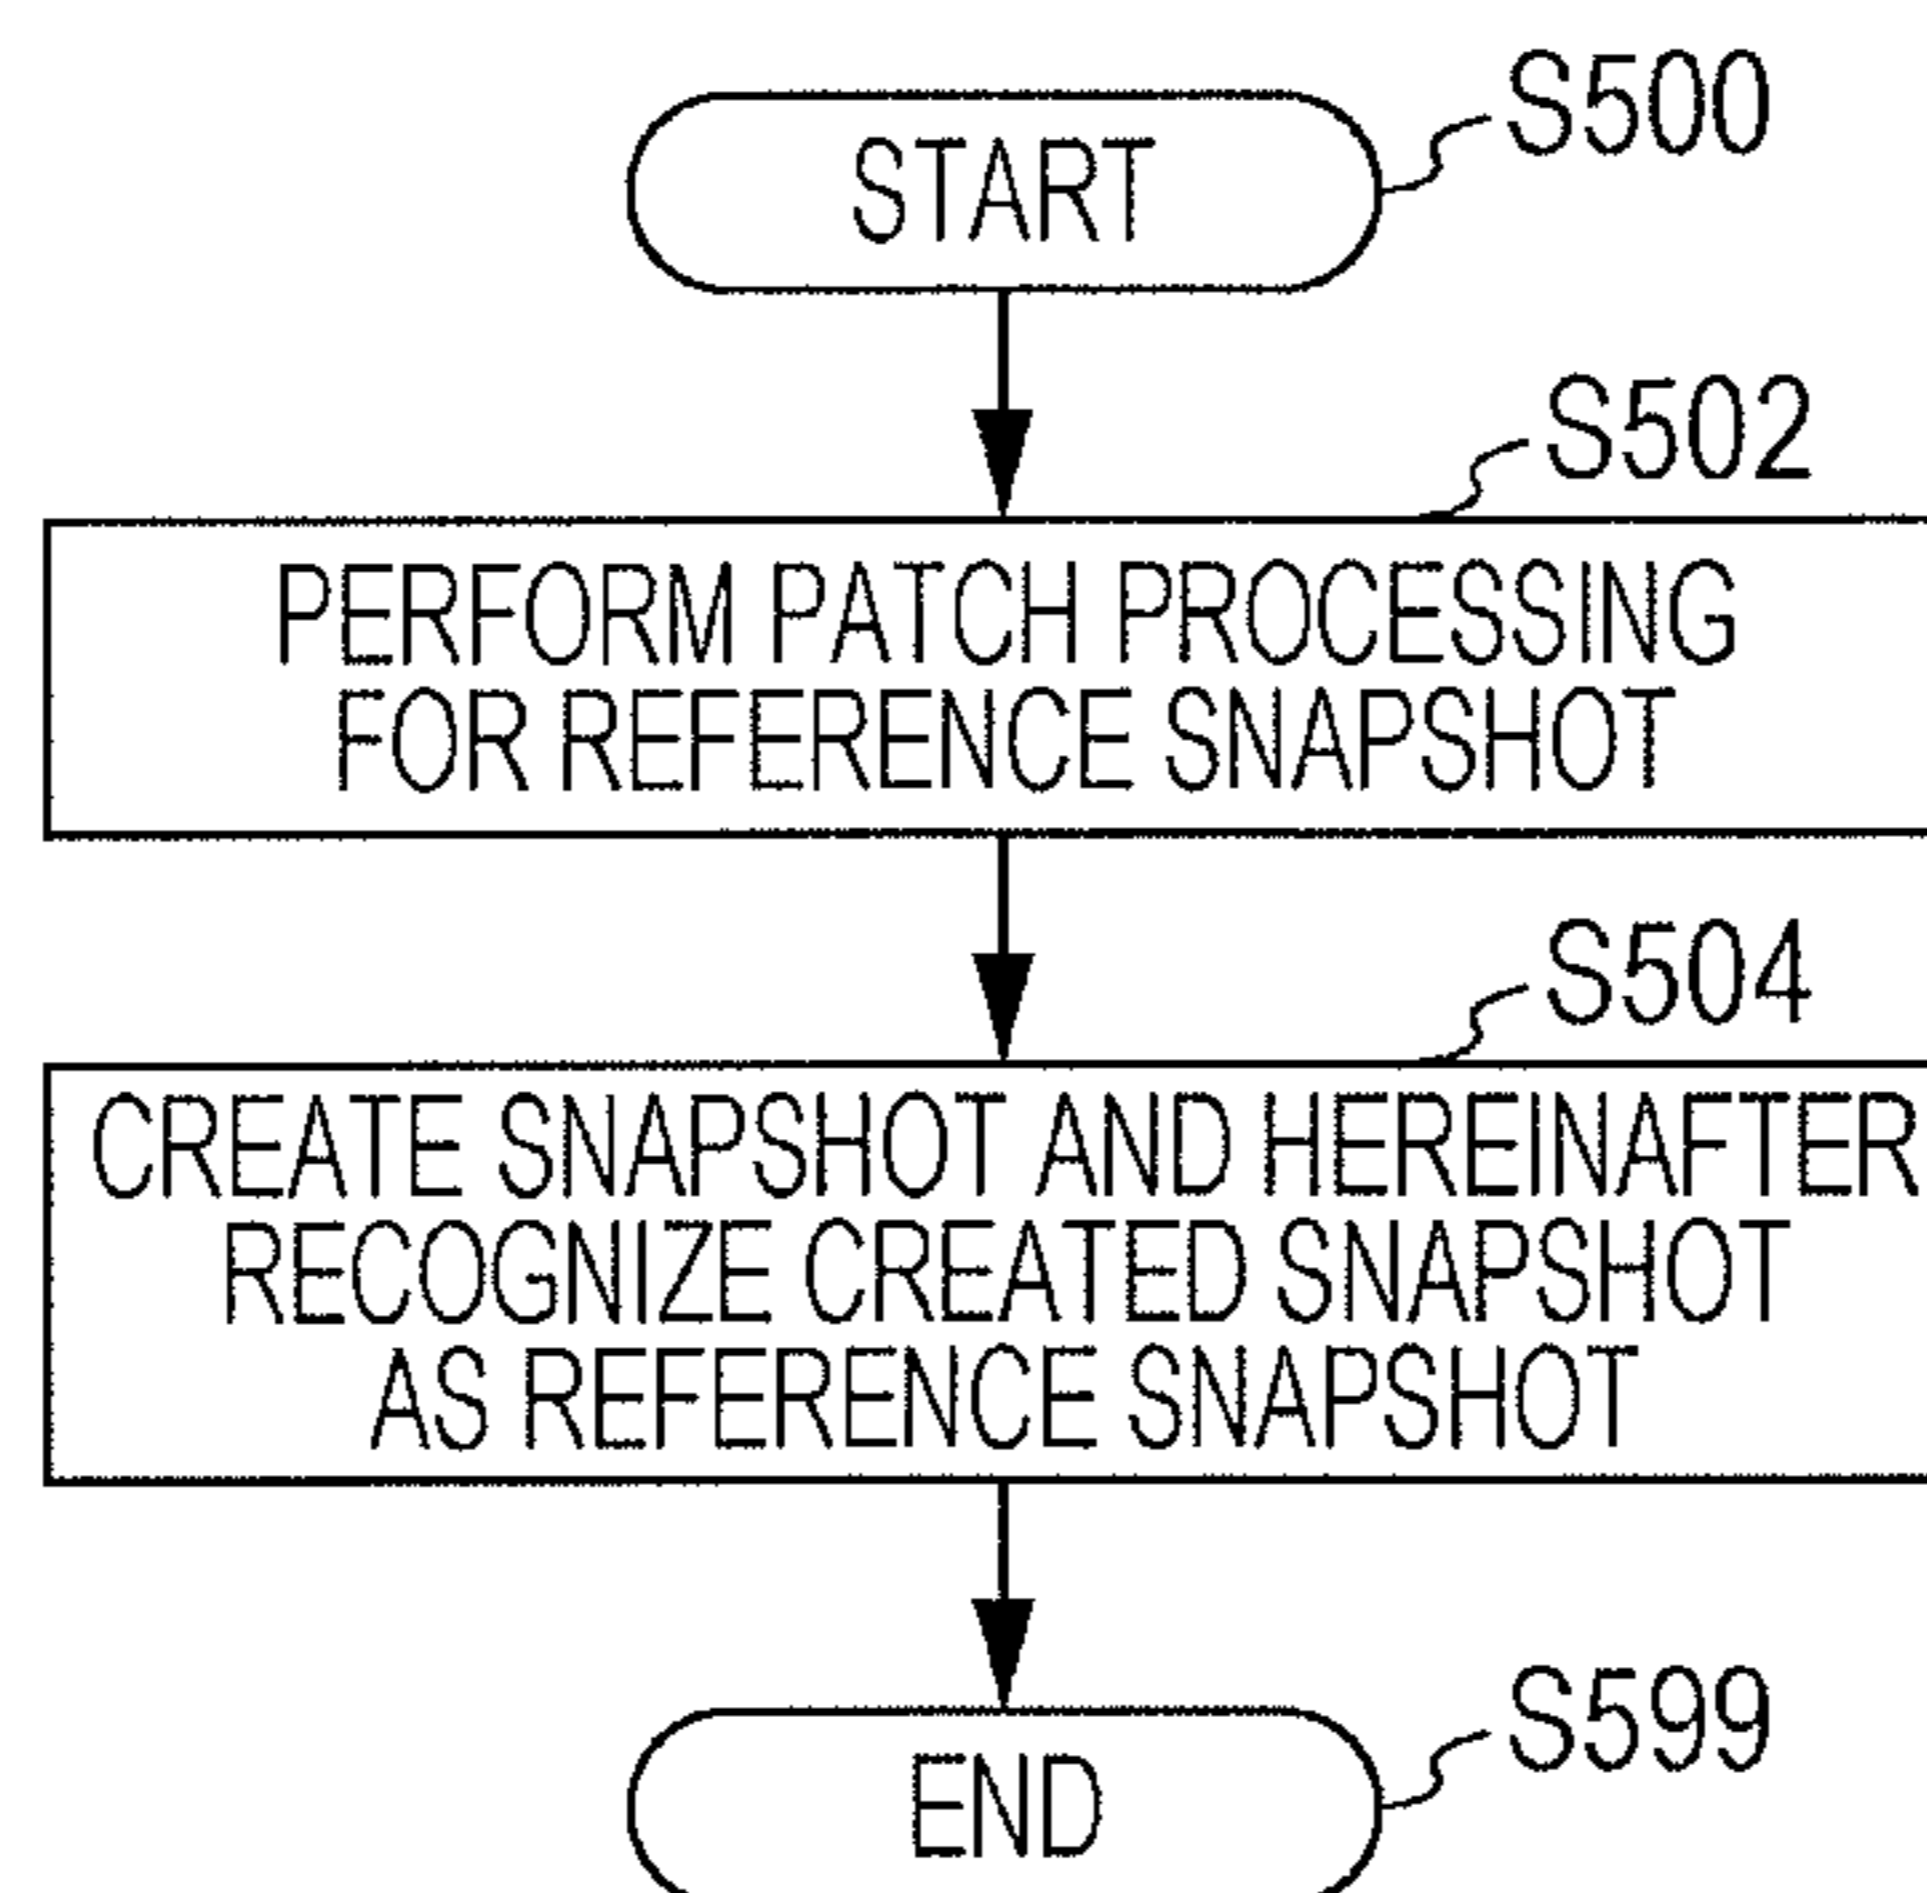 S500
START
S502
PERFORM PATCH PROCESSING
FOR REFERENCE SNAPSHOT
S504
CREATE SNAPSHOT AND HEREINAFTER
RECOGNIZE CREATED SNAPSHOT
AS REFERENCE SNAPSHOT
S599
END